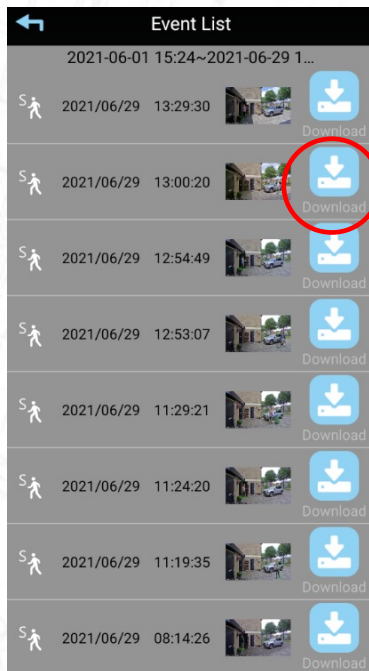 Event List
2021-06-01 15:24~2021-06-29 1...
S 2021/06/29 13:29:30
Download
S 2021/06/29 13:00:20
Download
S 2021/06/29 12:54:49
Download
S 2021/06/29 12:53:07
Download
S 2021/06/29 11:29:21
Download
S 2021/06/29 11:24:20
Download
S 2021/06/29 11:19:35
Download
S 2021/06/29 08:14:26
Download